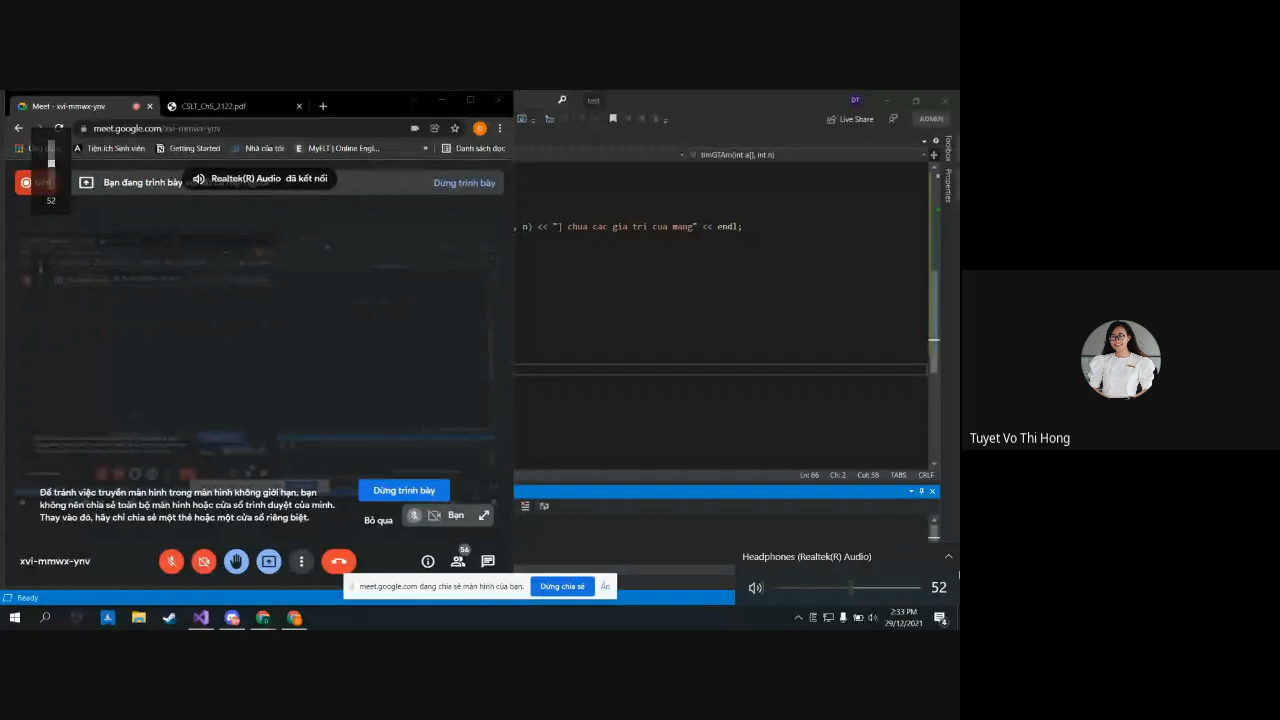 Meet - xvi-mmwx-ynv
CSLT_Ch5_2122.pdf
test
DT
meet.google.com/xvi-mmwx-ynv
D
Live Share
ADMIN
Tiện ích Sinh viên
Getting Started
Nhà của tôi
MyELT | Online Engl...
»
Danh sách đọc
timGTAm(int a[], int n)
Toolbox
Properties
Bạn đang trình bày
Realtek(R) Audio đã kết nối
Dừng trình bày
52
, n) << "] chua cac gia tri cua mang" << endl;
Tuyet Vo Thi Hong
Ln: 86
Ch: 2
Col: 38
TABS
CRLF
Để tránh việc truyền màn hình trong màn hình không giới hạn, bạn
không nên chia sẻ toàn bộ màn hình hoặc cửa sổ trình duyệt của mình.
Thay vào đó, hãy chỉ chia sẻ một thẻ hoặc một cửa sổ riêng biệt.
Dừng trình bày
Bỏ qua
Bạn
xvi-mmwx-ynv
56
Headphones (Realtek(R) Audio)
52
meet.google.com đang chia sẻ màn hình của bạn.
Dừng chia sẻ
Ẩn
Ready
2:33 PM
29/12/2021
4